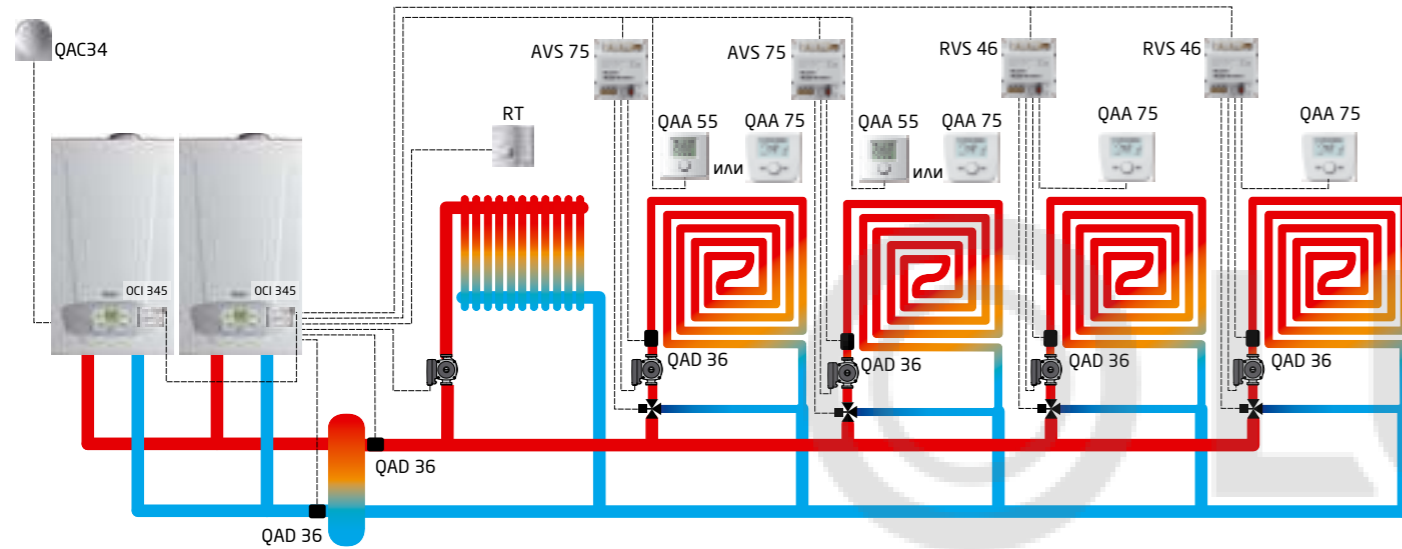 QAC34
AVS 75
AVS 75
RVS 46
RVS 46
RT
QAA 55
QAA 75
QAA 55
QAA 75
QAA 75
QAA 75
или
или
OCI 345
OCI 345
QAD 36
QAD 36
QAD 36
QAD 36
QAD 36
QAD 36